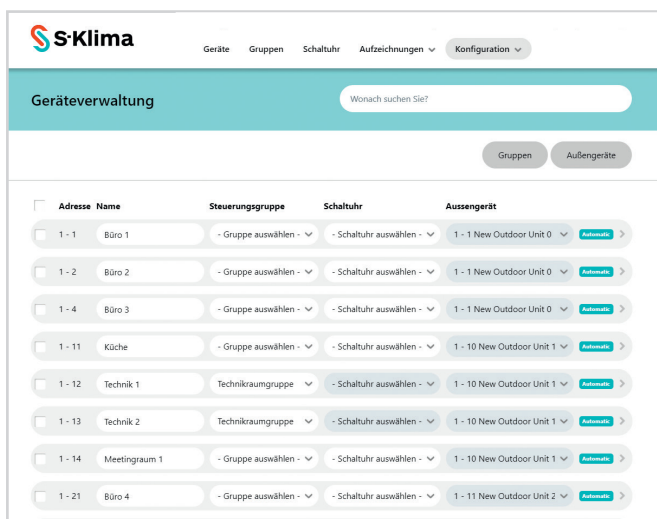 S-Klima
Geräte Gruppen Schaltuhr Aufzeichnungen Konfiguration
Geräteverwaltung
Wonach suchen Sie?
Gruppen Außengeräte
Adresse Name Steuerungsgruppe Schaltuhr Aussengerät
1 - 1 Büro 1 - Gruppe auswählen - - Schaltuhr auswählen - 1 - 1 New Outdoor Unit 0 Automatic
1 - 2 Büro 2 - Gruppe auswählen - - Schaltuhr auswählen - 1 - 1 New Outdoor Unit 0 Automatic
1 - 4 Büro 3 - Gruppe auswählen - - Schaltuhr auswählen - 1 - 1 New Outdoor Unit 0 Automatic
1 - 11 Küche - Gruppe auswählen - - Schaltuhr auswählen - 1 - 10 New Outdoor Unit 1 Automatic
1 - 12 Technik 1 Technikraumgruppe - Schaltuhr auswählen - 1 - 10 New Outdoor Unit 1 Automatic
1 - 13 Technik 2 Technikraumgruppe - Schaltuhr auswählen - 1 - 10 New Outdoor Unit 1 Automatic
1 - 14 Meetingraum 1 - Gruppe auswählen - - Schaltuhr auswählen - 1 - 10 New Outdoor Unit 1 Automatic
1 - 21 Büro 4 - Gruppe auswählen - - Schaltuhr auswählen - 1 - 11 New Outdoor Unit 2 Automatic